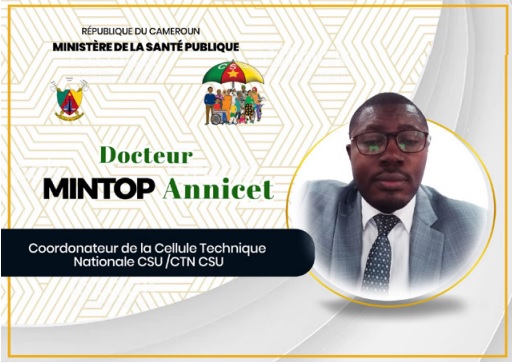 RÉPUBLIQUE DU CAMEROUN
MINISTÈRE DE LA SANTÉ PUBLIQUE
CSU
Docteur
MINTOP Annicet
Coordonateur de la Cellule Technique
Nationale CSU /CTN CSU